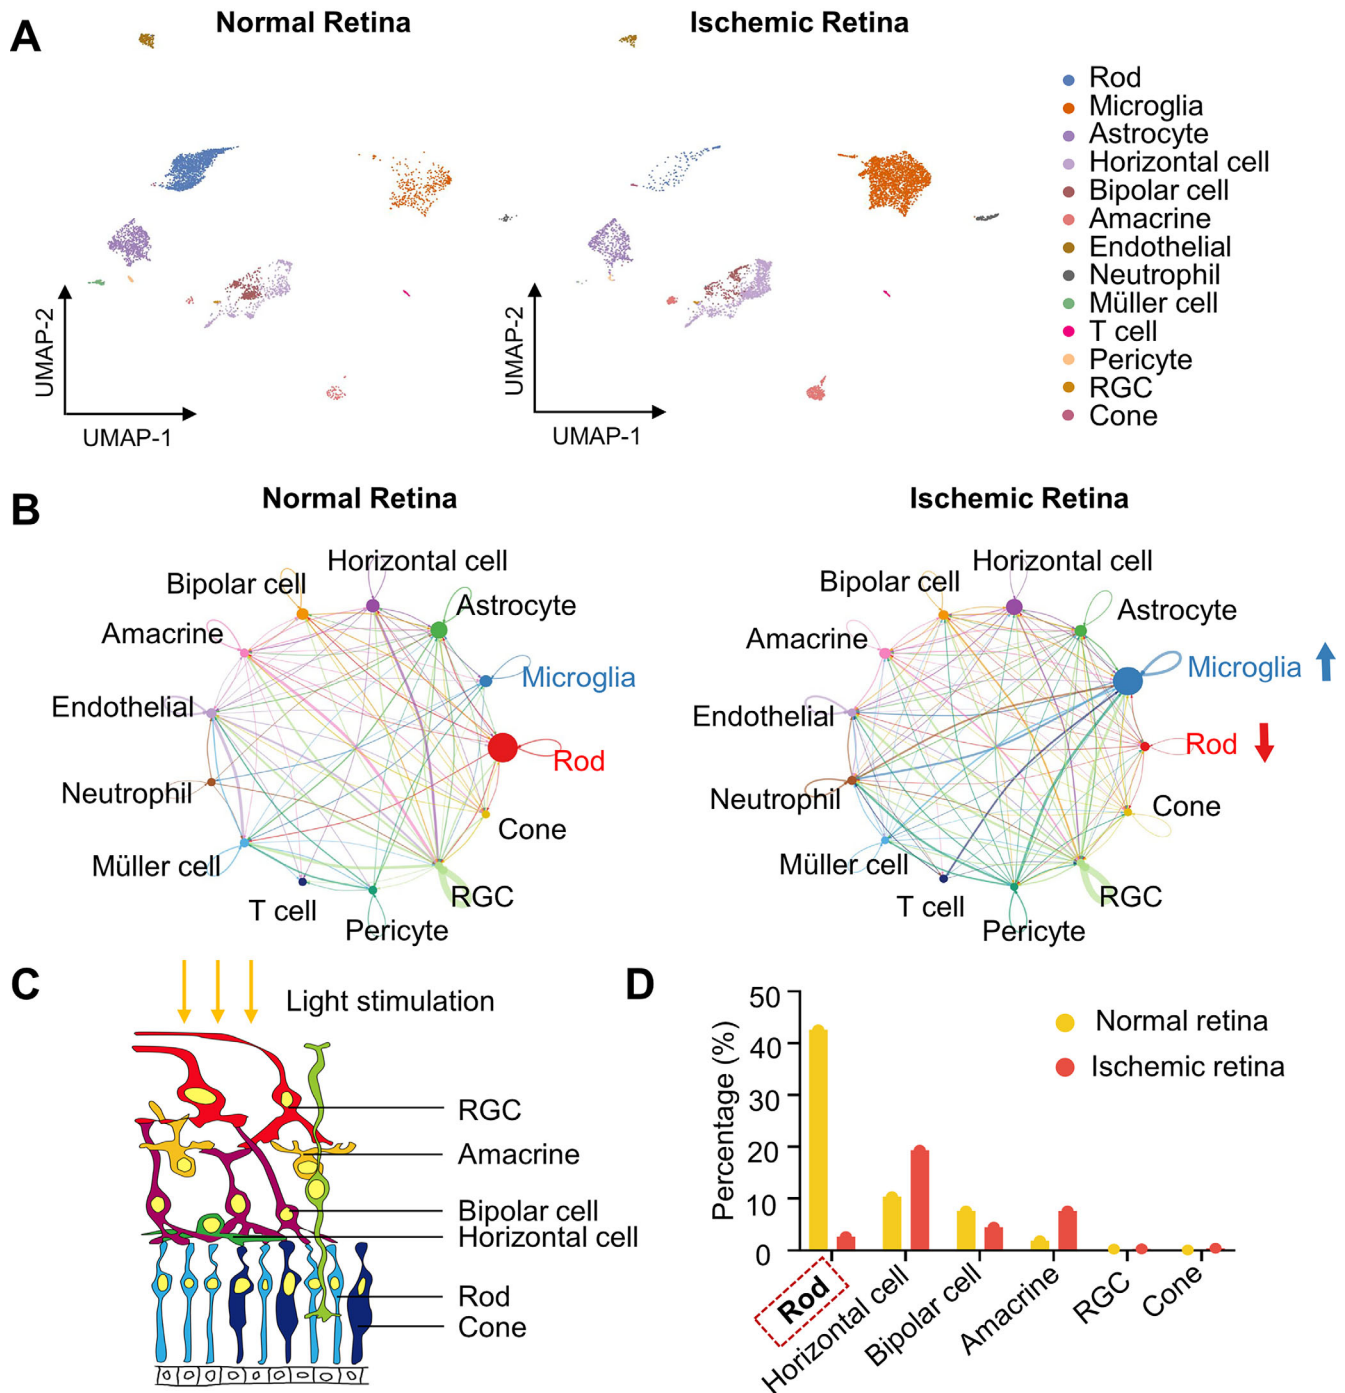 A
Normal Retina
Ischemic Retina
Rod
Microglia
Astrocyte
Horizontal cell
Bipolar cell
Amacrine
Endothelial
Neutrophil
Müller cell
T cell
Pericyte
RGC
Cone
UMAP-2
UMAP-1
UMAP-2
UMAP-1
B
Normal Retina
Horizontal cell
Bipolar cell
Astrocyte
Amacrine
Microglia
Endothelial
Rod
Neutrophil
Cone
Müller cell
RGC
T cell
Pericyte
Ischemic Retina
Horizontal cell
Bipolar cell
Astrocyte
Amacrine
Microglia
Endothelial
Rod
Neutrophil
Cone
Müller cell
RGC
T cell
Pericyte
C
Light stimulation
RGC
Amacrine
Bipolar cell
Horizontal cell
Rod
Cone
D
Percentage (%)
50
40
30
20
10
0
Normal retina
Ischemic retina
Rod
Horizontal cell
Bipolar cell
Amacrine
RGC
Cone